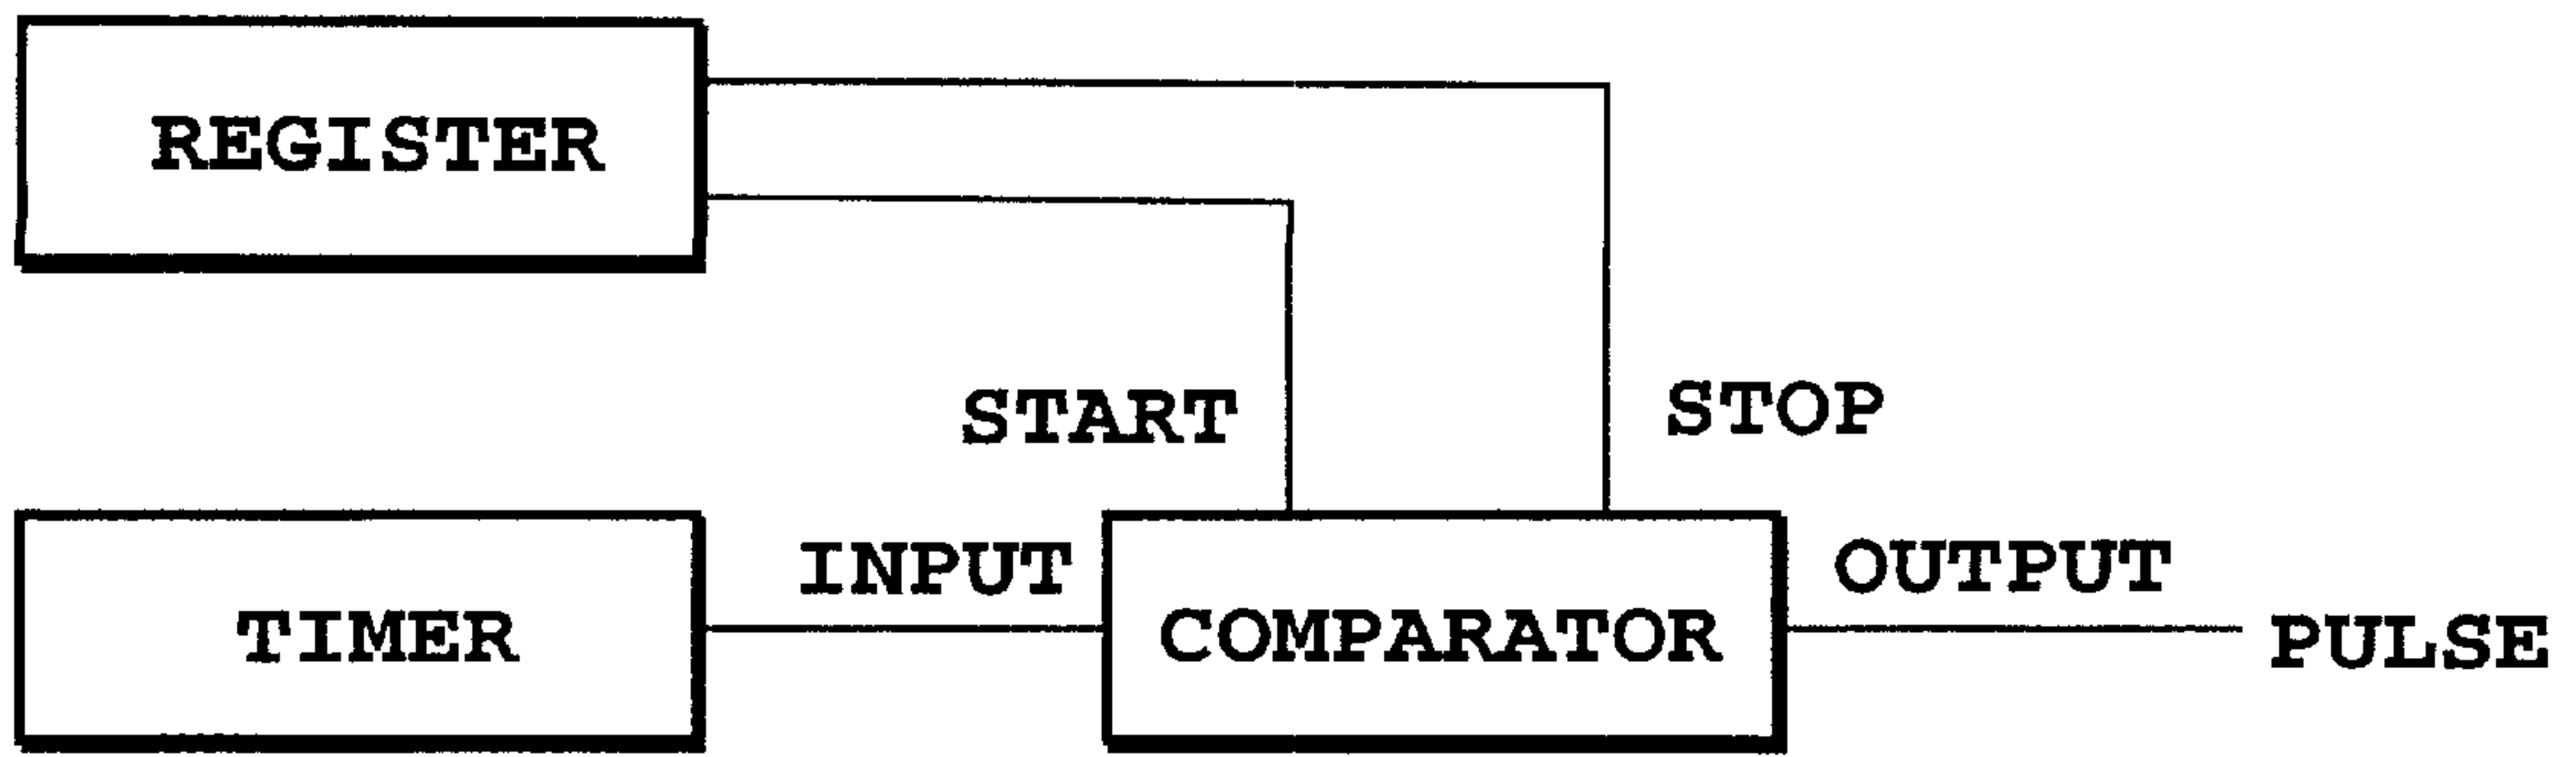 REGISTER
START
STOP
INPUT
OUTPUT
TIMER
COMPARATOR
PULSE